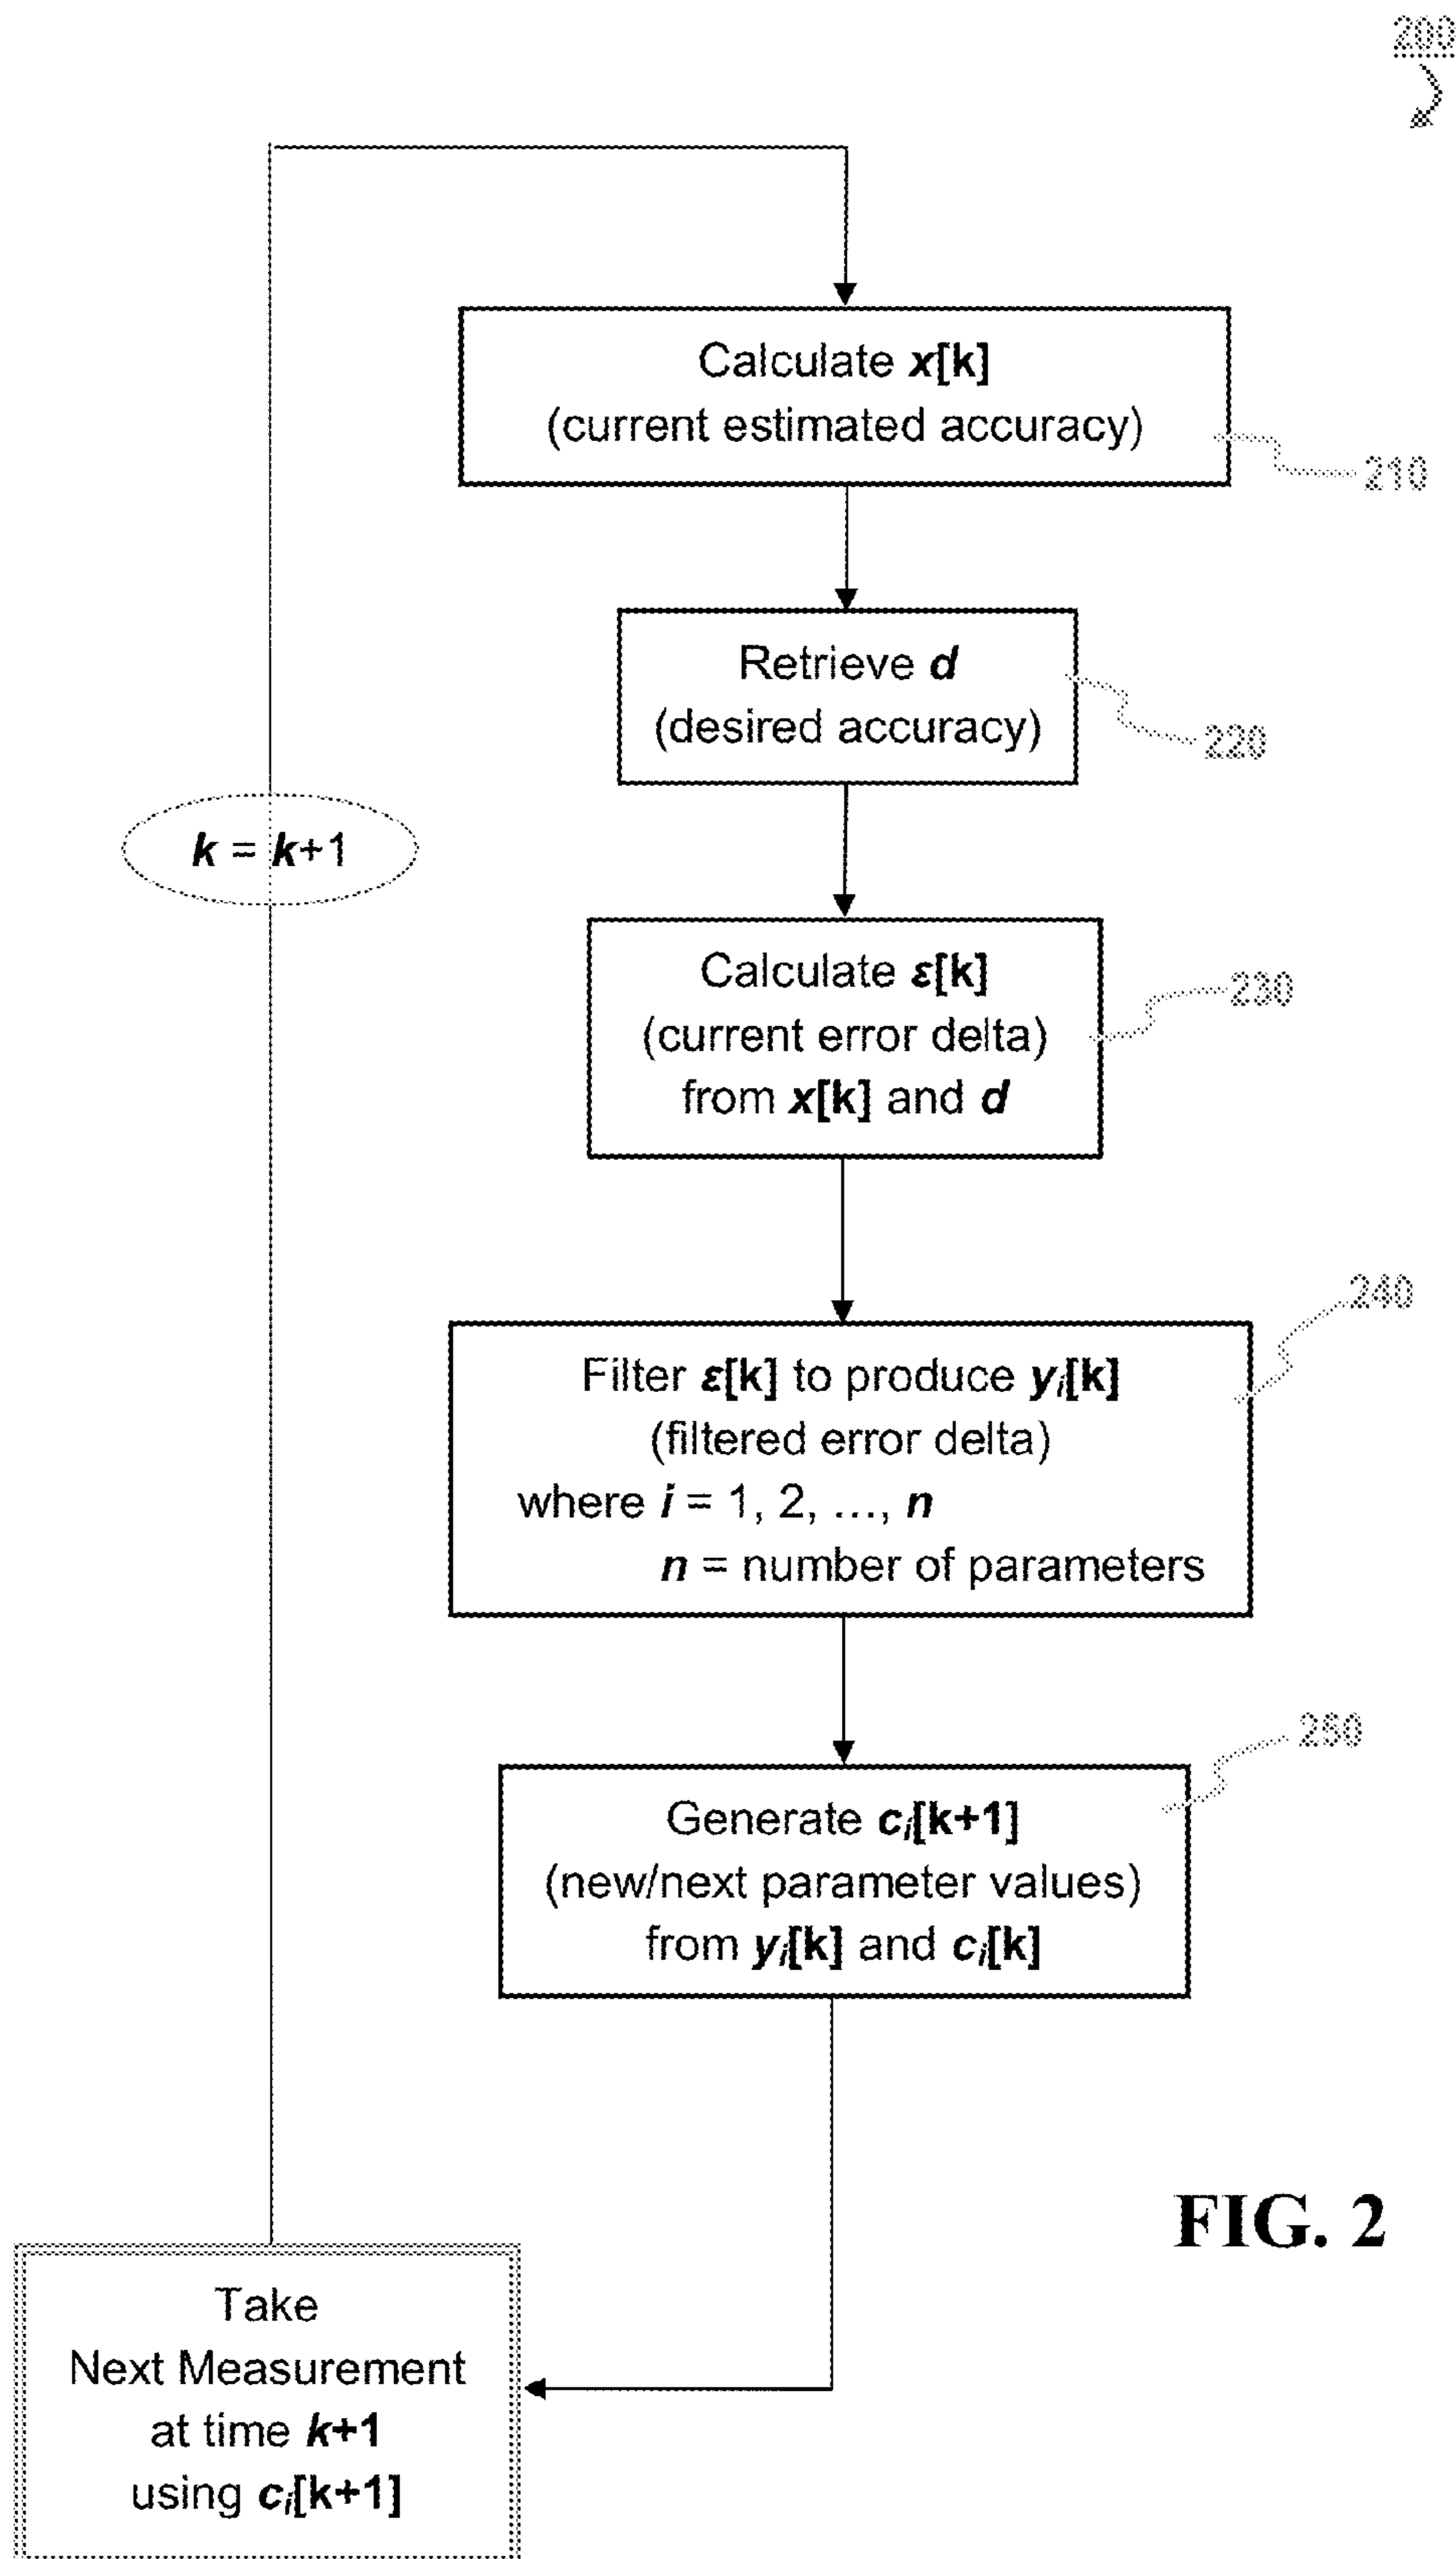 200
Calculate x[k]
(current estimated accuracy)
210
Retrieve d
(desired accuracy)
220
k = k+1
Calculate ε[k]
(current error delta)
from x[k] and d
230
240
Filter ε[k] to produce yi[k]
(filtered error delta)
where i = 1, 2, ..., n
n = number of parameters
250
Generate ci[k+1]
(new/next parameter values)
from yi[k] and ci[k]
FIG. 2
Take
Next Measurement
at time k+1
using ci[k+1]